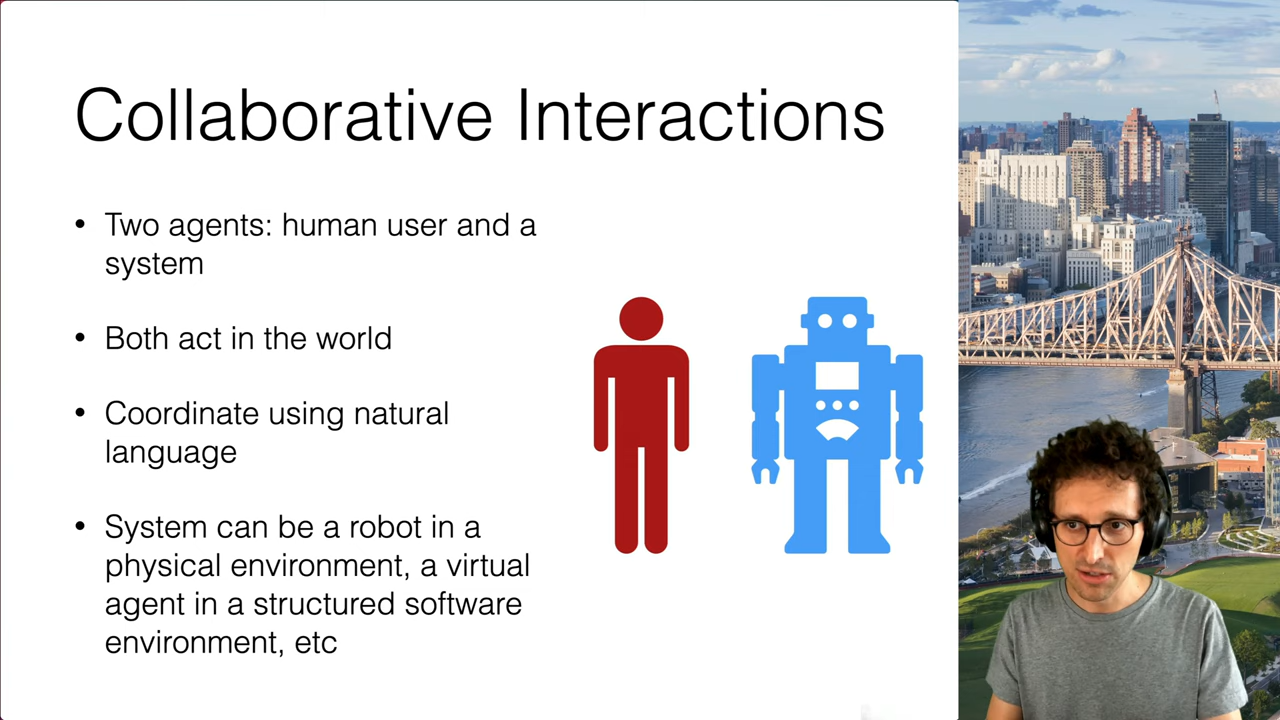 Collaborative Interactions
• Two agents: human user and a
system
• Both act in the world
• Coordinate using natural
language
• System can be a robot in a
physical environment, a virtual
agent in a structured software
environment, etc